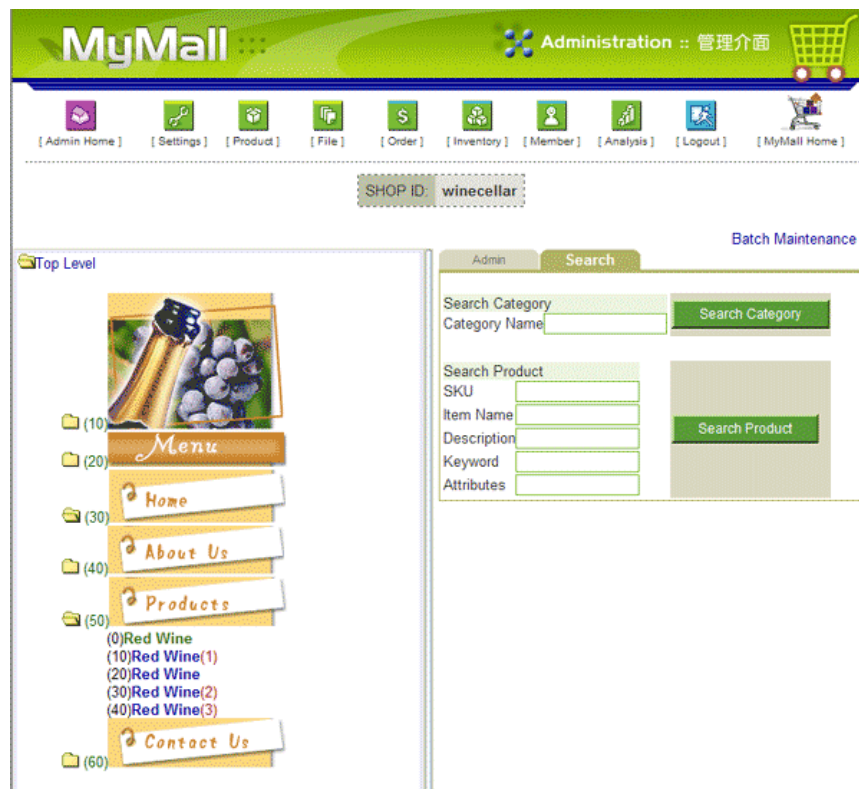 MyMall
Administration :: 管理介面
[ Admin Home ] [ Settings ] [ Product ] [ File ] [ Order ] [ Inventory ] [ Member ] [ Analysis ] [ Logout ] [ MyMall Home ]
SHOP ID: winecellar
Batch Maintenance
Top Level
(10)
Menu
(20)
Home
(30)
About Us
(40)
Products
(50)
(0)Red Wine
(10)Red Wine(1)
(20)Red Wine
(30)Red Wine(2)
(40)Red Wine(3)
Contact Us
(60)
Admin Search
Search Category
Category Name
Search Category
Search Product
SKU
Item Name
Description
Keyword
Attributes
Search Product